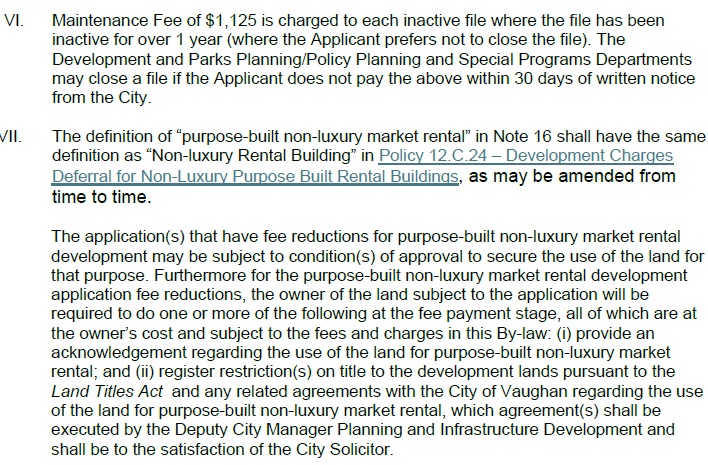 VI. Maintenance Fee of $1,125 is charged to each inactive file where the file has been
inactive for over 1 year (where the Applicant prefers not to close the file). The
Development and Parks Planning/Policy Planning and Special Programs Departments
may close a file if the Applicant does not pay the above within 30 days of written notice
from the City.
VII. The definition of “purpose-built non-luxury market rental” in Note 16 shall have the same
definition as “Non-luxury Rental Building” in Policy 12.C.24 – Development Charges
Deferral for Non-Luxury Purpose Built Rental Buildings, as may be amended from
time to time.
The application(s) that have fee reductions for purpose-built non-luxury market rental
development may be subject to condition(s) of approval to secure the use of the land for
that purpose. Furthermore for the purpose-built non-luxury market rental development
application fee reductions, the owner of the land subject to the application will be
required to do one or more of the following at the fee payment stage, all of which are at
the owner’s cost and subject to the fees and charges in this By-law: (i) provide an
acknowledgement regarding the use of the land for purpose-built non-luxury market
rental; and (ii) register restriction(s) on title to the development lands pursuant to the
Land Titles Act and any related agreements with the City of Vaughan regarding the use
of the land for purpose-built non-luxury market rental, which agreement(s) shall be
executed by the Deputy City Manager Planning and Infrastructure Development and
shall be to the satisfaction of the City Solicitor.